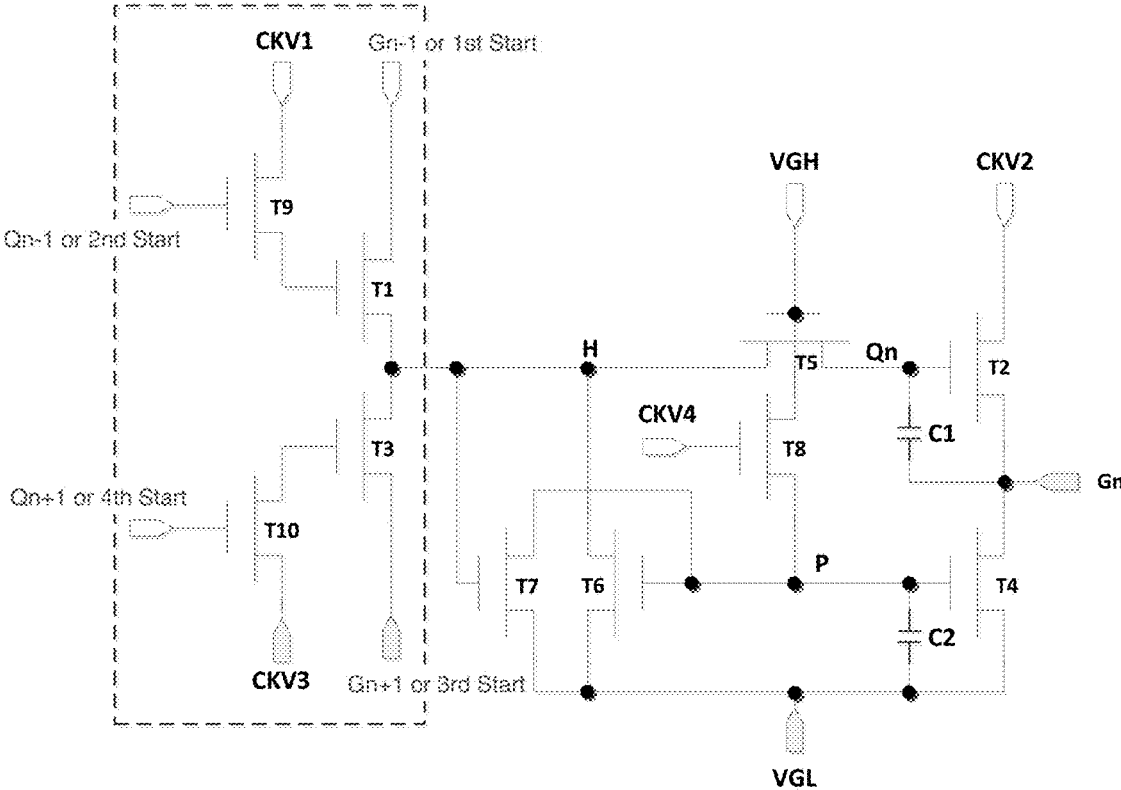 CKV1
Gn-1 or 1st Start
VGH
CKV2
T9
Qn-1 or 2nd Start
T1
H
T5
Qn
T2
CKV4
T8
C1
T3
Qn+1 or 4th Start
Gn
T10
P
T7
T6
T4
C2
CKV3
Gn+1 or 3rd Start
VGL